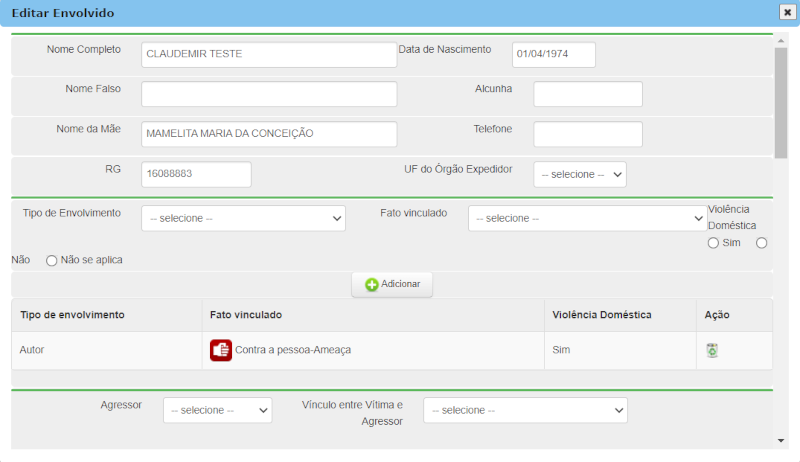 Editar Envolvido
Nome Completo CLAUDEMIR TESTE Data de Nascimento 01/04/1974
Nome Falso Alcunha
Nome da Mãe MAMELITA MARIA DA CONCEIÇÃO Telefone
RG 16088883 UF do Órgão Expedidor -- selecione --
Tipo de Envolvimento -- selecione -- Fato vinculado -- selecione -- Violência
Doméstica
Sim
Não Não se aplica
Adicionar
Tipo de envolvimento Fato vinculado Violência Doméstica Ação
Autor Contra a pessoa-Ameaça Sim
Agressor -- selecione -- Vínculo entre Vítima e -- selecione --
Agressor